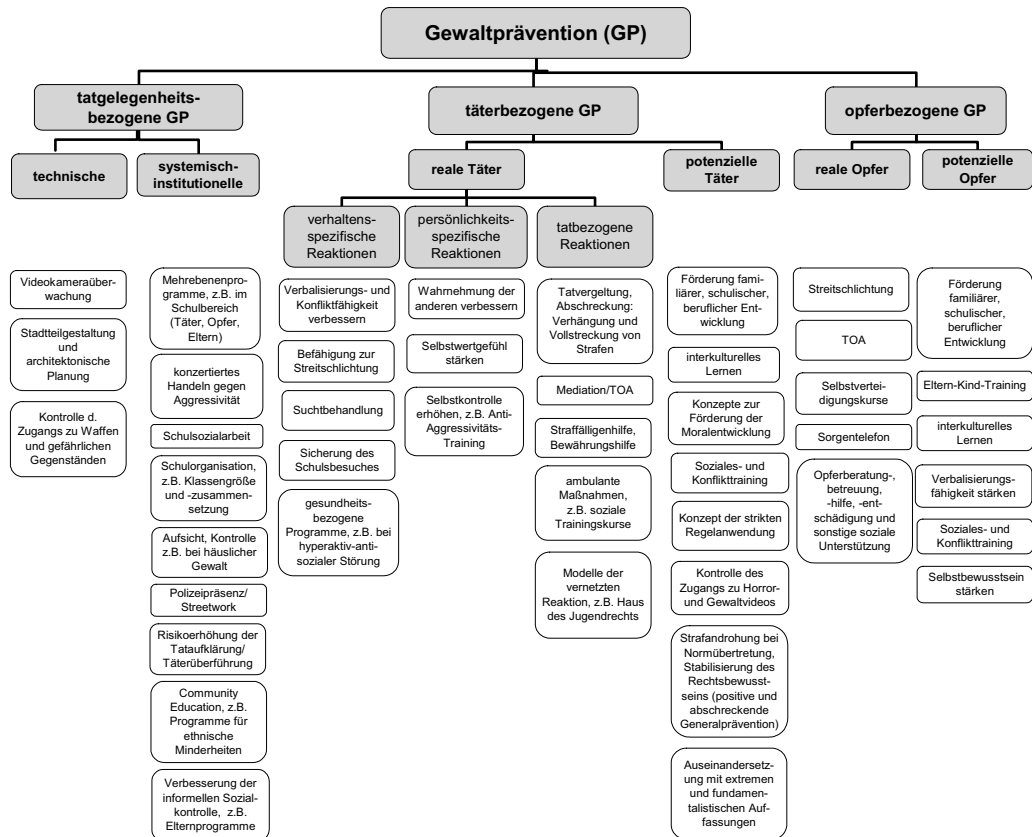 Gewaltprävention (GP)
tatgelegenheits-
bezogene GP
täterbezogene GP
opferbezogene GP
technische
systemisch-
institutionelle
reale Täter
potenzielle
Täter
reale Opfer
potenzielle
Opfer
verhaltens-
spezifische
Reaktionen
persönlichkeits-
spezifische
Reaktionen
tatbezogene
Reaktionen
Videokameraüber-
wachung
Stadtteilgestaltung
und
architektonische
Planung
Kontrolle d.
Zugangs zu Waffen
und gefährlichen
Gegenständen
Mehrebenenpro-
gramme, z.B. im
Schulbereich
(Täter, Opfer,
Eltern)
konzertiertes
Handeln gegen
Aggressivität
Schulsozialarbeit
Schulorganisation,
z.B. Klassengröße
und -zusammen-
setzung
Aufsicht, Kontrolle
z.B. bei häuslicher
Gewalt
Polizeipräsenz/
Streetwork
Risikoerhöhung der
Tataufklärung/
Täterüberführung
Community
Education, z.B.
Programme für
ethnische
Minderheiten
Verbesserung der
informellen Sozial-
kontrolle, z.B.
Elternprogramme
Verbalisierungs- und
Konfliktfähigkeit
verbessern
Befähigung zur
Streitschlichtung
Suchtbehandlung
Sicherung des
Schulsbesuches
gesundheits-
bezogene
Programme, z.B. bei
hyperaktiv-anti-
sozialer Störung
Wahrnehmung der
anderen verbessern
Selbstwertgefühl
stärken
Selbstkontrolle
erhöhen, z.B. Anti-
Aggressivitäts-
Training
Tatvergeltung,
Abschreckung:
Verhängung und
Vollstreckung von
Strafen
Mediation/TOA
Straffälligenhilfe,
Bewährungshilfe
ambulante
Maßnahmen,
z.B. soziale
Trainingskurse
Modelle der
vernetzten
Reaktion, z.B. Haus
des Jugendrechts
Förderung famili-
ärer, schulischer,
beruflicher Ent-
wicklung
interkulturelles
Lernen
Konzepte zur
Förderung der
Moralentwicklung
Soziales- und
Konflikttraining
Konzept der strikten
Regelanwendung
Kontrolle des
Zugangs zu Horror-
und Gewaltvideos
Strafandrohung bei
Normübertretung,
Stabilisierung des
Rechtsbewusst-
seins (positive und
abschreckende
Generalprävention)
Auseinandersetz-
ung mit extremen
und fundamen-
talistischen Auf-
fassungen
Streitschlichtung
TOA
Selbstvertei-
digungskurse
Sorgentelefon
Opferberatung-,
betreuung,
-hilfe, -ent-
schädigung und
sonstige soziale
Unterstützung
Förderung
familiärer,
schulischer,
beruflicher
Entwicklung
Eltern-Kind-Training
interkulturelles
Lernen
Verbalisierungs-
fähigkeit stärken
Soziales- und
Konflikttraining
Selbstbewusstsein
stärken